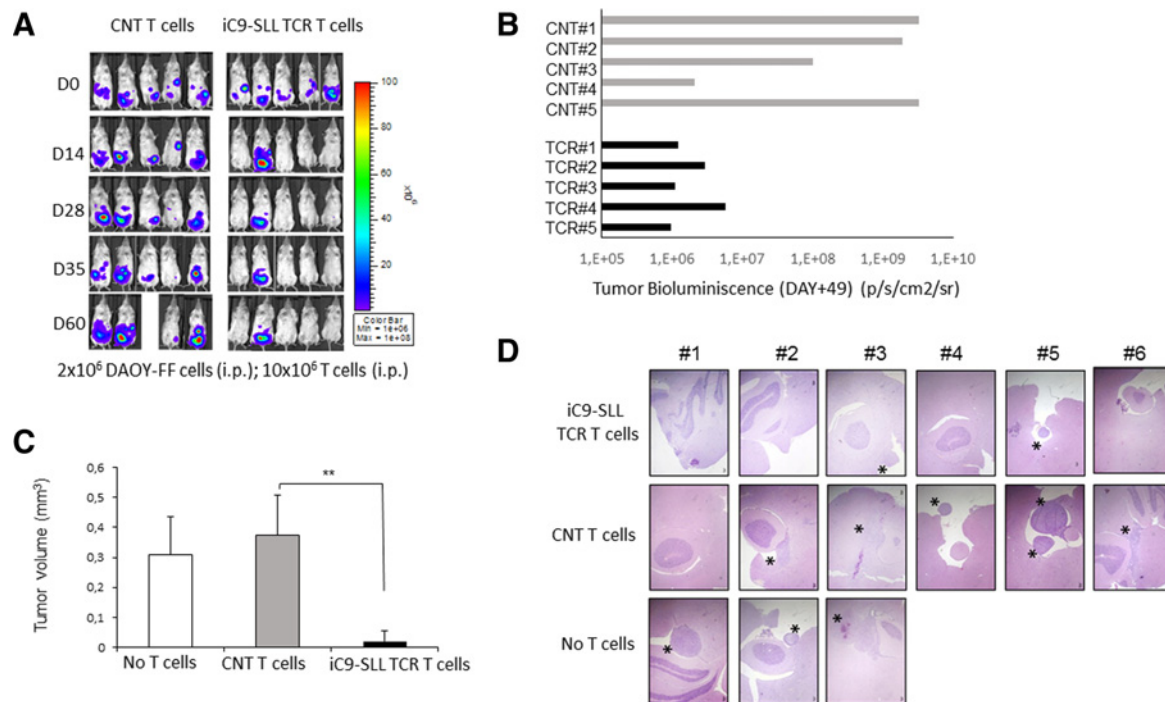 A
CNT T cells
iC9-SLL TCR T cells
D0
D14
D28
D35
D60
100
80
60
40
20
x10⁶
Color Bar
Min = 1e+06
Max = 1e+08
2x10⁶ DAOY-FF cells (i.p.); 10x10⁶ T cells (i.p.)
B
CNT#1
CNT#2
CNT#3
CNT#4
CNT#5
TCR#1
TCR#2
TCR#3
TCR#4
TCR#5
1,E+05 1,E+06 1,E+07 1,E+08 1,E+09 1,E+10
Tumor Bioluminiscence (DAY+49) (p/s/cm2/sr)
C
Tumor volume (mm³)
0,6
0,5
0,4
0,3
0,2
0,1
0
**
No T cells
CNT T cells
iC9-SLL TCR T cells
D
#1 #2 #3 #4 #5 #6
iC9-SLL
TCR T cells
* *
CNT T cells
* * * * * *
No T cells
* * *